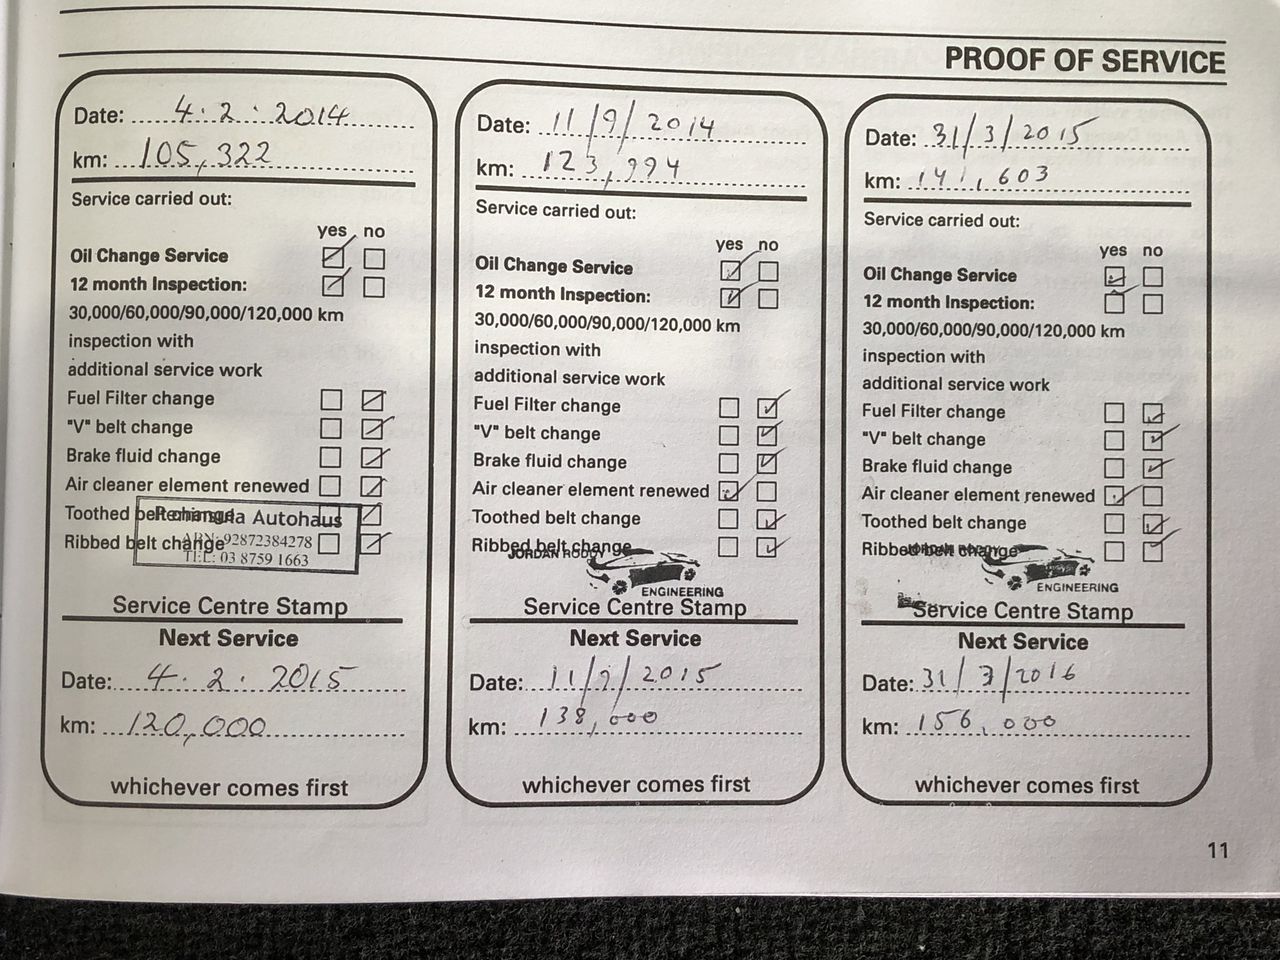 PROOF OF SERVICE
Date: 4.2.2014
km: 105,322
Service carried out:
yes no
Oil Change Service
12 month Inspection:
30,000/60,000/90,000/120,000 km
inspection with
additional service work
Fuel Filter change
"V" belt change
Brake fluid change
Air cleaner element renewed
Toothed belt change
Ribbed belt change
Peninsula Autohaus
ABN: 92872384278
TEL: 03 8759 1663
Service Centre Stamp
Next Service
Date: 4.2.2015
km: 120,000
whichever comes first
Date: 11/9/2014
km: 123,994
Service carried out:
yes no
Oil Change Service
12 month Inspection:
30,000/60,000/90,000/120,000 km
inspection with
additional service work
Fuel Filter change
"V" belt change
Brake fluid change
Air cleaner element renewed
Toothed belt change
Ribbed belt change
JORDAN RODDY
ENGINEERING
Service Centre Stamp
Next Service
Date: 11/9/2015
km: 138,000
whichever comes first
Date: 31/3/2015
km: 141,603
Service carried out:
yes no
Oil Change Service
12 month Inspection:
30,000/60,000/90,000/120,000 km
inspection with
additional service work
Fuel Filter change
"V" belt change
Brake fluid change
Air cleaner element renewed
Toothed belt change
Ribbed belt change
JORDAN RODDY
ENGINEERING
Service Centre Stamp
Next Service
Date: 31/3/2016
km: 156,000
whichever comes first
11